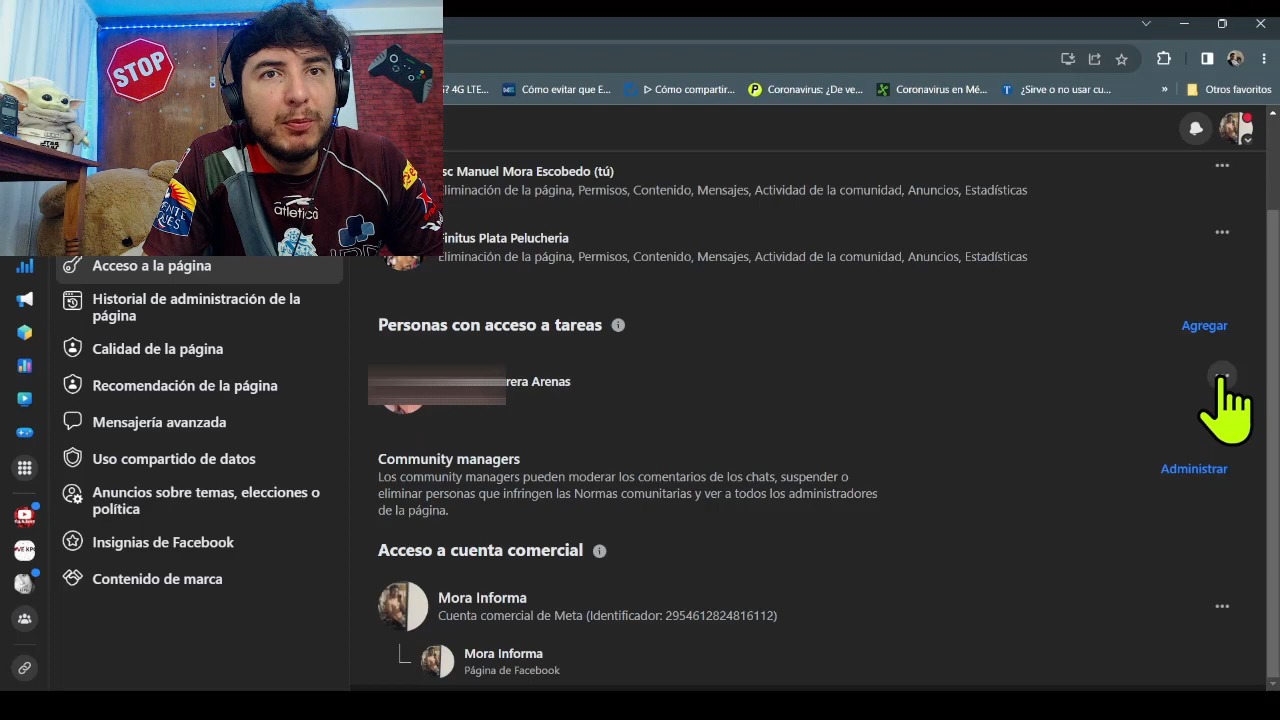 STOP
STAR
WARS
atletica
? 4G LTE...
Cómo evitar que E...
▷ Cómo compartir...
Coronavirus: ¿De ve...
Coronavirus en Mé...
¿Sirve o no usar cu...
»
Otros favoritos
sc Manuel Mora Escobedo (tú)
Eliminación de la página, Permisos, Contenido, Mensajes, Actividad de la comunidad, Anuncios, Estadísticas
finitus Plata Pelucheria
Eliminación de la página, Permisos, Contenido, Mensajes, Actividad de la comunidad, Anuncios, Estadísticas
Acceso a la página
Historial de administración de la
página
Calidad de la página
Recomendación de la página
Mensajería avanzada
Uso compartido de datos
Anuncios sobre temas, elecciones o
política
Insignias de Facebook
Contenido de marca
Personas con acceso a tareas
Agregar
rera Arenas
Community managers
Administrar
Los community managers pueden moderar los comentarios de los chats, suspender o
eliminar personas que infringen las Normas comunitarias y ver a todos los administradores
de la página.
Acceso a cuenta comercial
Mora Informa
Cuenta comercial de Meta (Identificador: 2954612824816112)
Mora Informa
Página de Facebook